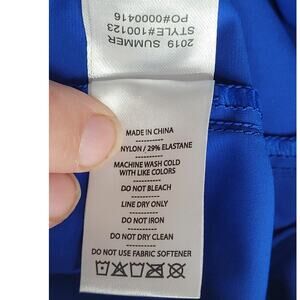 2019 SUMMER
STYLE#100123
PO#0000416
MADE IN CHINA
NYLON / 29% ELASTANE
MACHINE WASH COLD
WITH LIKE COLORS
DO NOT BLEACH
LINE DRY ONLY
DO NOT IRON
DO NOT DRY CLEAN
DO NOT USE FABRIC SOFTENER